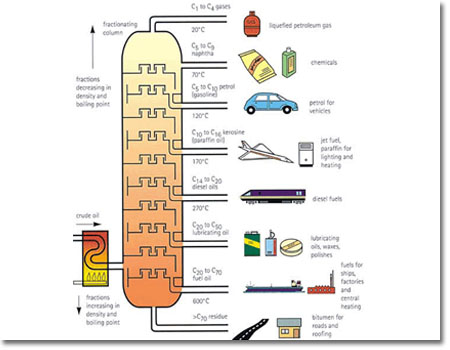 fractionating
column
C1 to C4 gases
20°C
liquefied petroleum gas
C5 to C9
naphtha
chemicals
fractions
decreasing in
density and
boiling point
70°C
C5 to C10 petrol
(gasoline)
petrol for
vehicles
120°C
C10 to C16 kerosine
(paraffin oil)
jet fuel,
paraffin for
lighting and
heating
170°C
C14 to C20
diesel oils
diesel fuels
270°C
crude oil
C20 to C50
lubricating oil
lubricating
oils, waxes,
polishes
C20 to C70
fuel oil
fuels for
ships,
factories and
central
heating
fractions
increasing in
density and
boiling point
600°C
>C70 residue
bitumen for
roads and
roofing